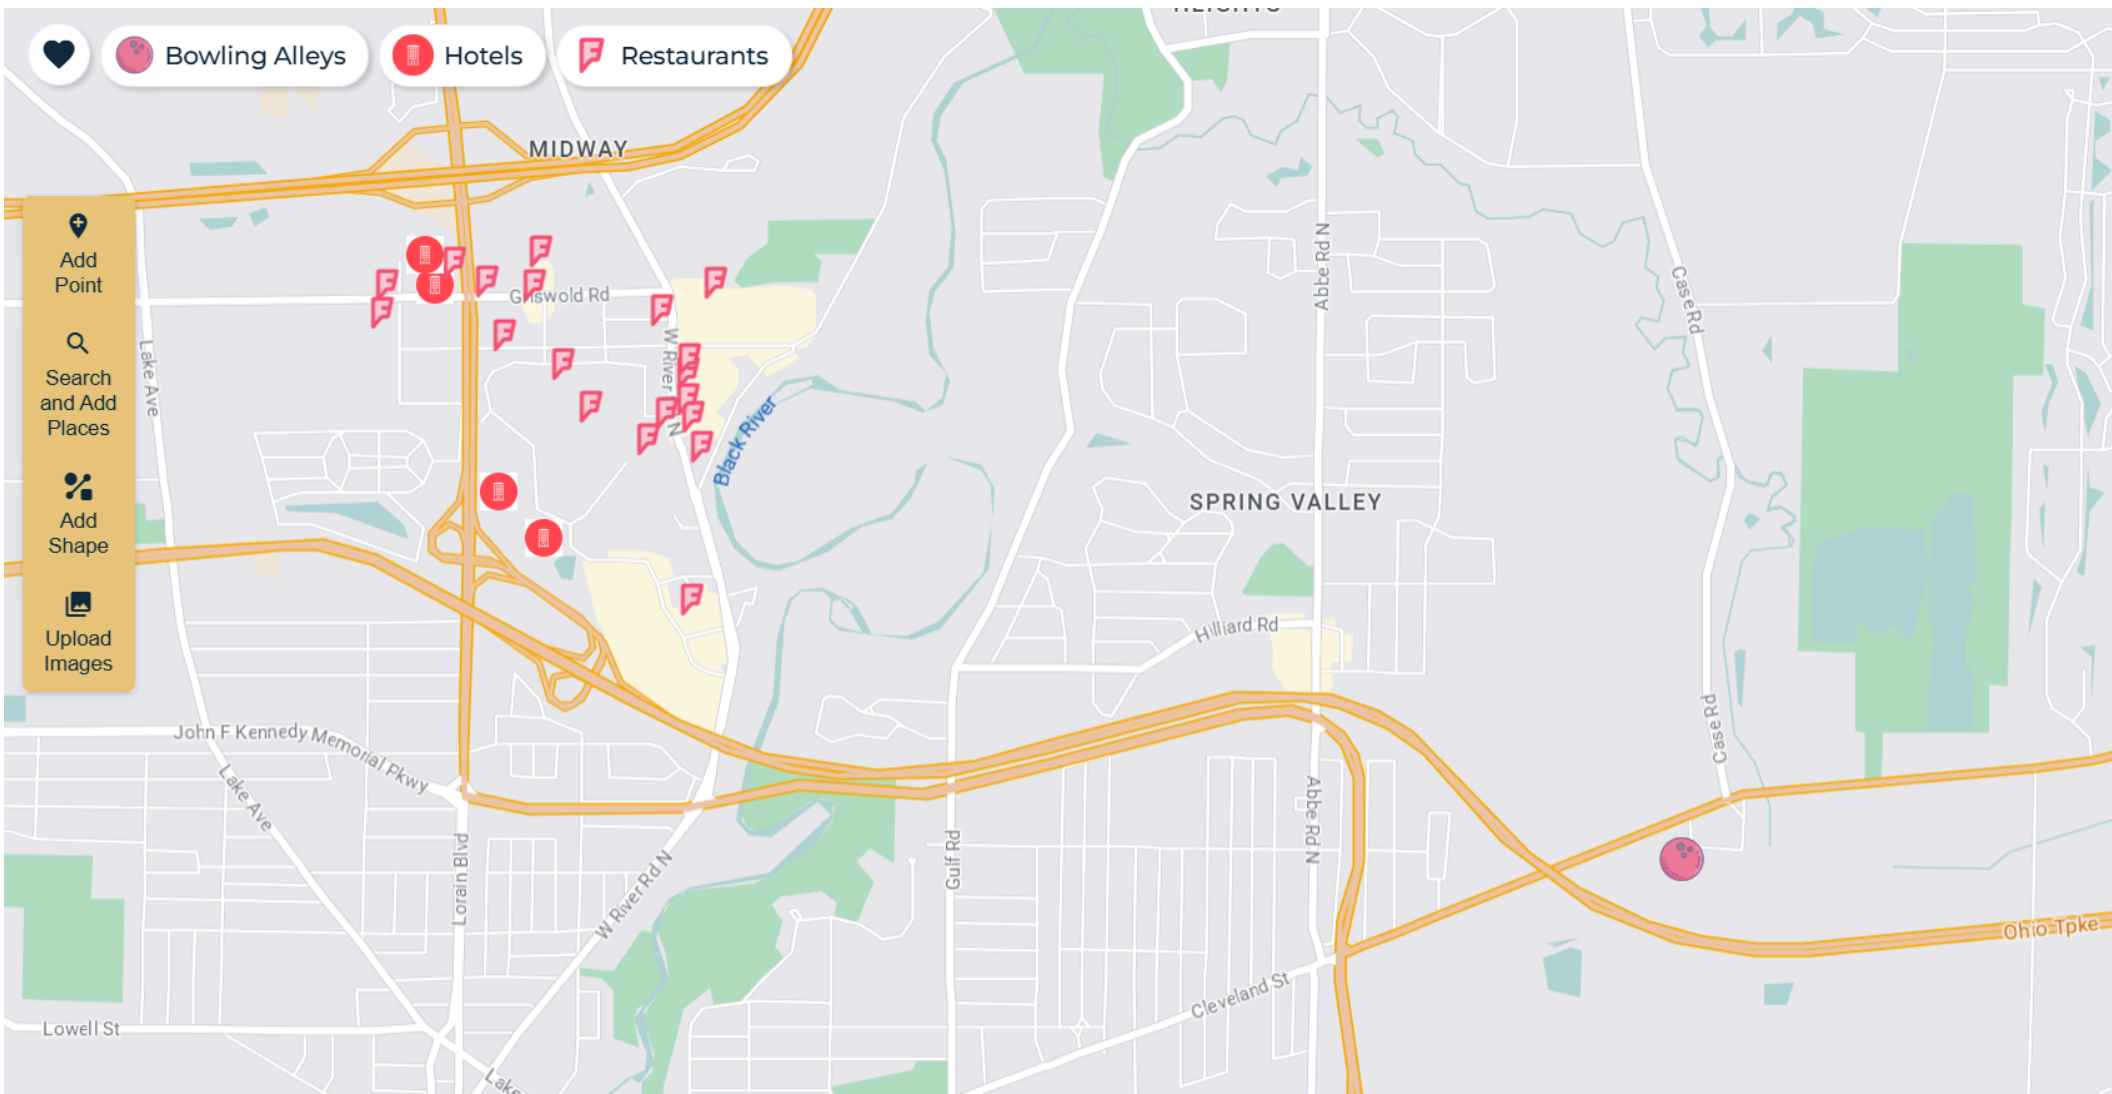 HEIGHTS
Bowling Alleys
Hotels
Restaurants
MIDWAY
Add
Point
Search
and Add
Places
Add
Shape
Upload
Images
Griswold Rd
Abbe Rd N
Case Rd
Lake Ave
W River
N
Black River
SPRING VALLEY
Hilliard Rd
Case Rd
John F Kennedy Memorial Pkwy
Lake Ave
Abbe Rd N
Gulf Rd
Lorain Blvd
W River Rd N
Ohio Tpke
Cleveland St
Lowell St
Lake